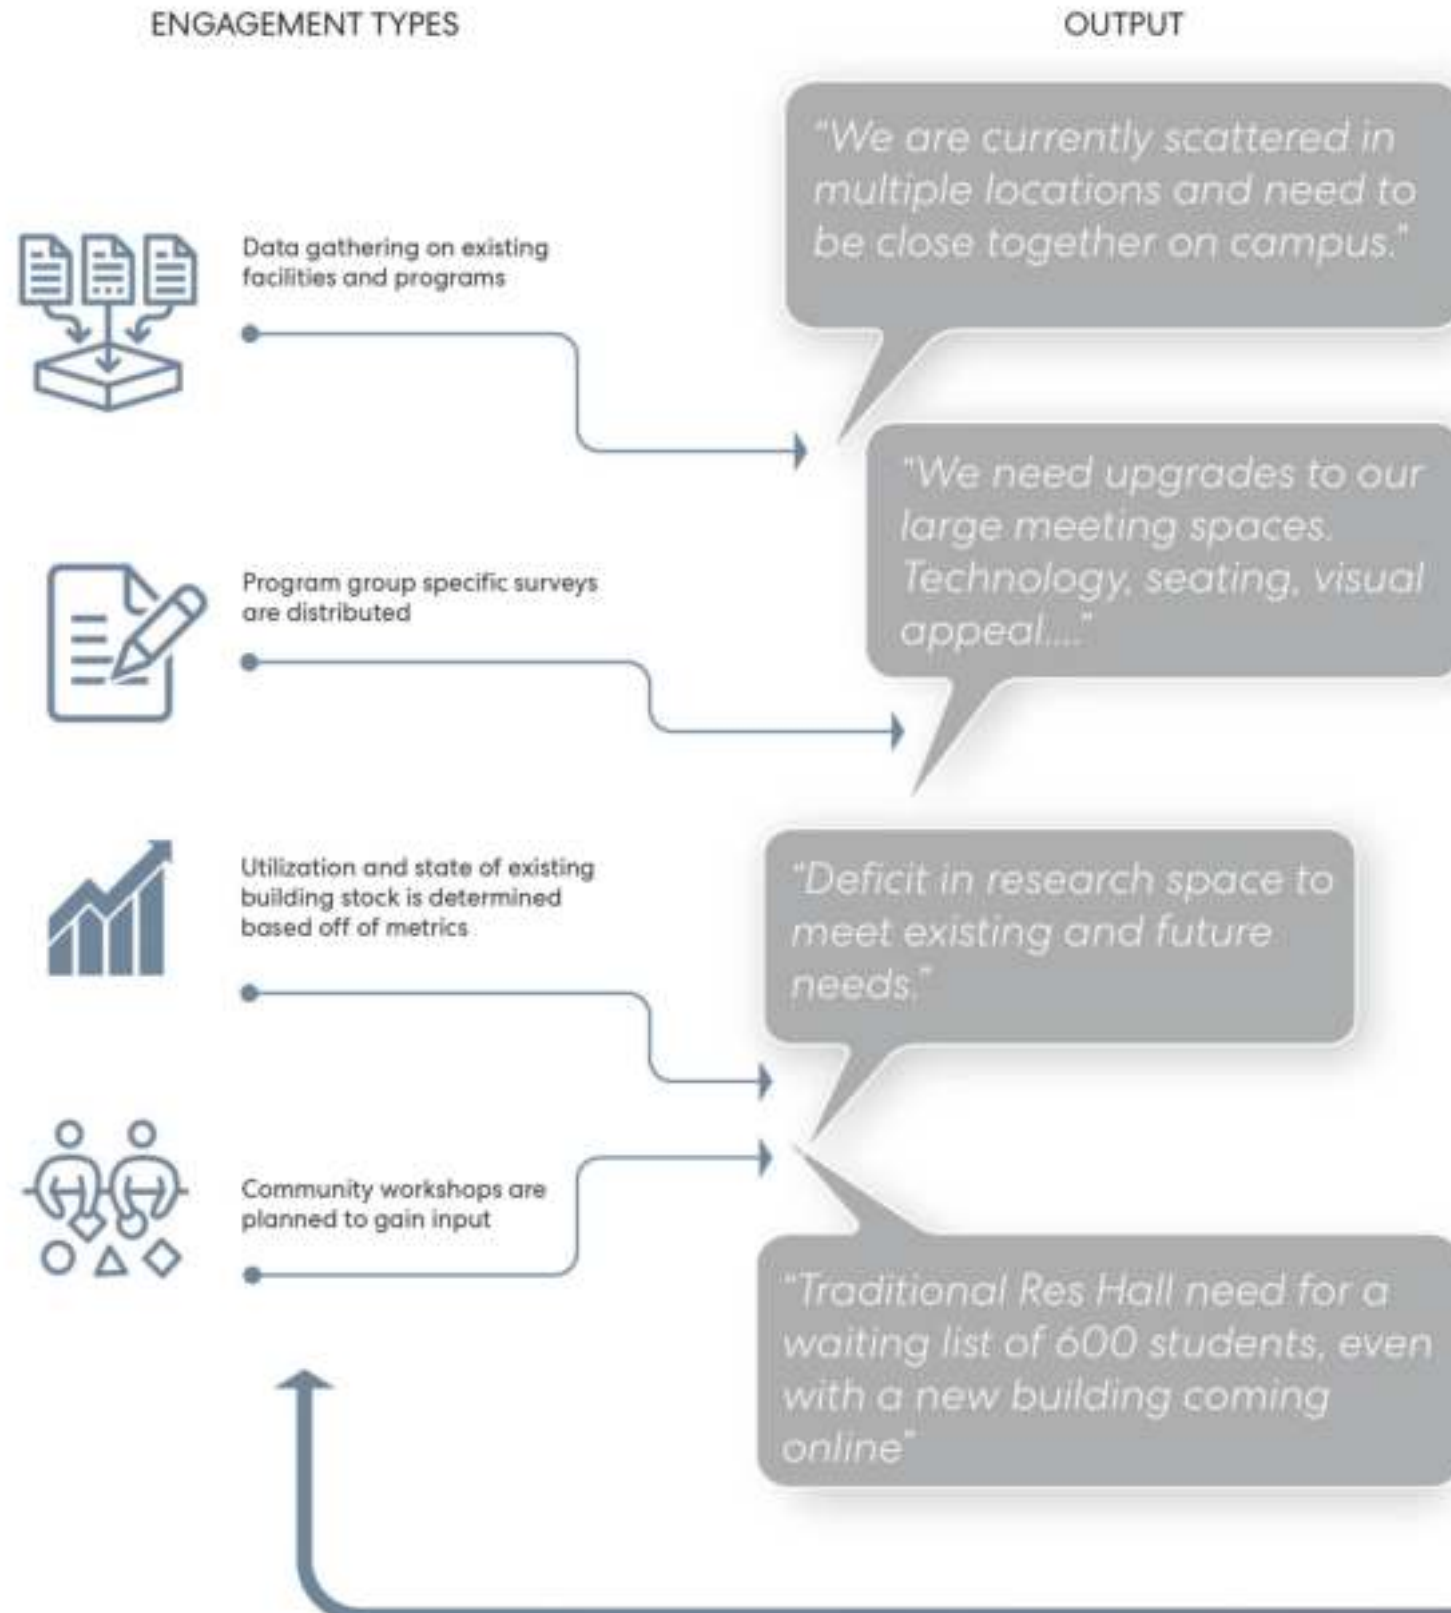 ENGAGEMENT TYPES
OUTPUT
"We are currently scattered in
multiple locations and need to
be close together on campus."
Data gathering on existing
facilities and programs
"We need upgrades to our
large meeting spaces.
Technology, seating, visual
appeal...."
Program group specific surveys
are distributed
Utilization and state of existing
building stock is determined
based off of metrics
"Deficit in research space to
meet existing and future
needs."
Community workshops are
planned to gain input
"Traditional Res Hall need for a
waiting list of 600 students, even
with a new building coming
online"